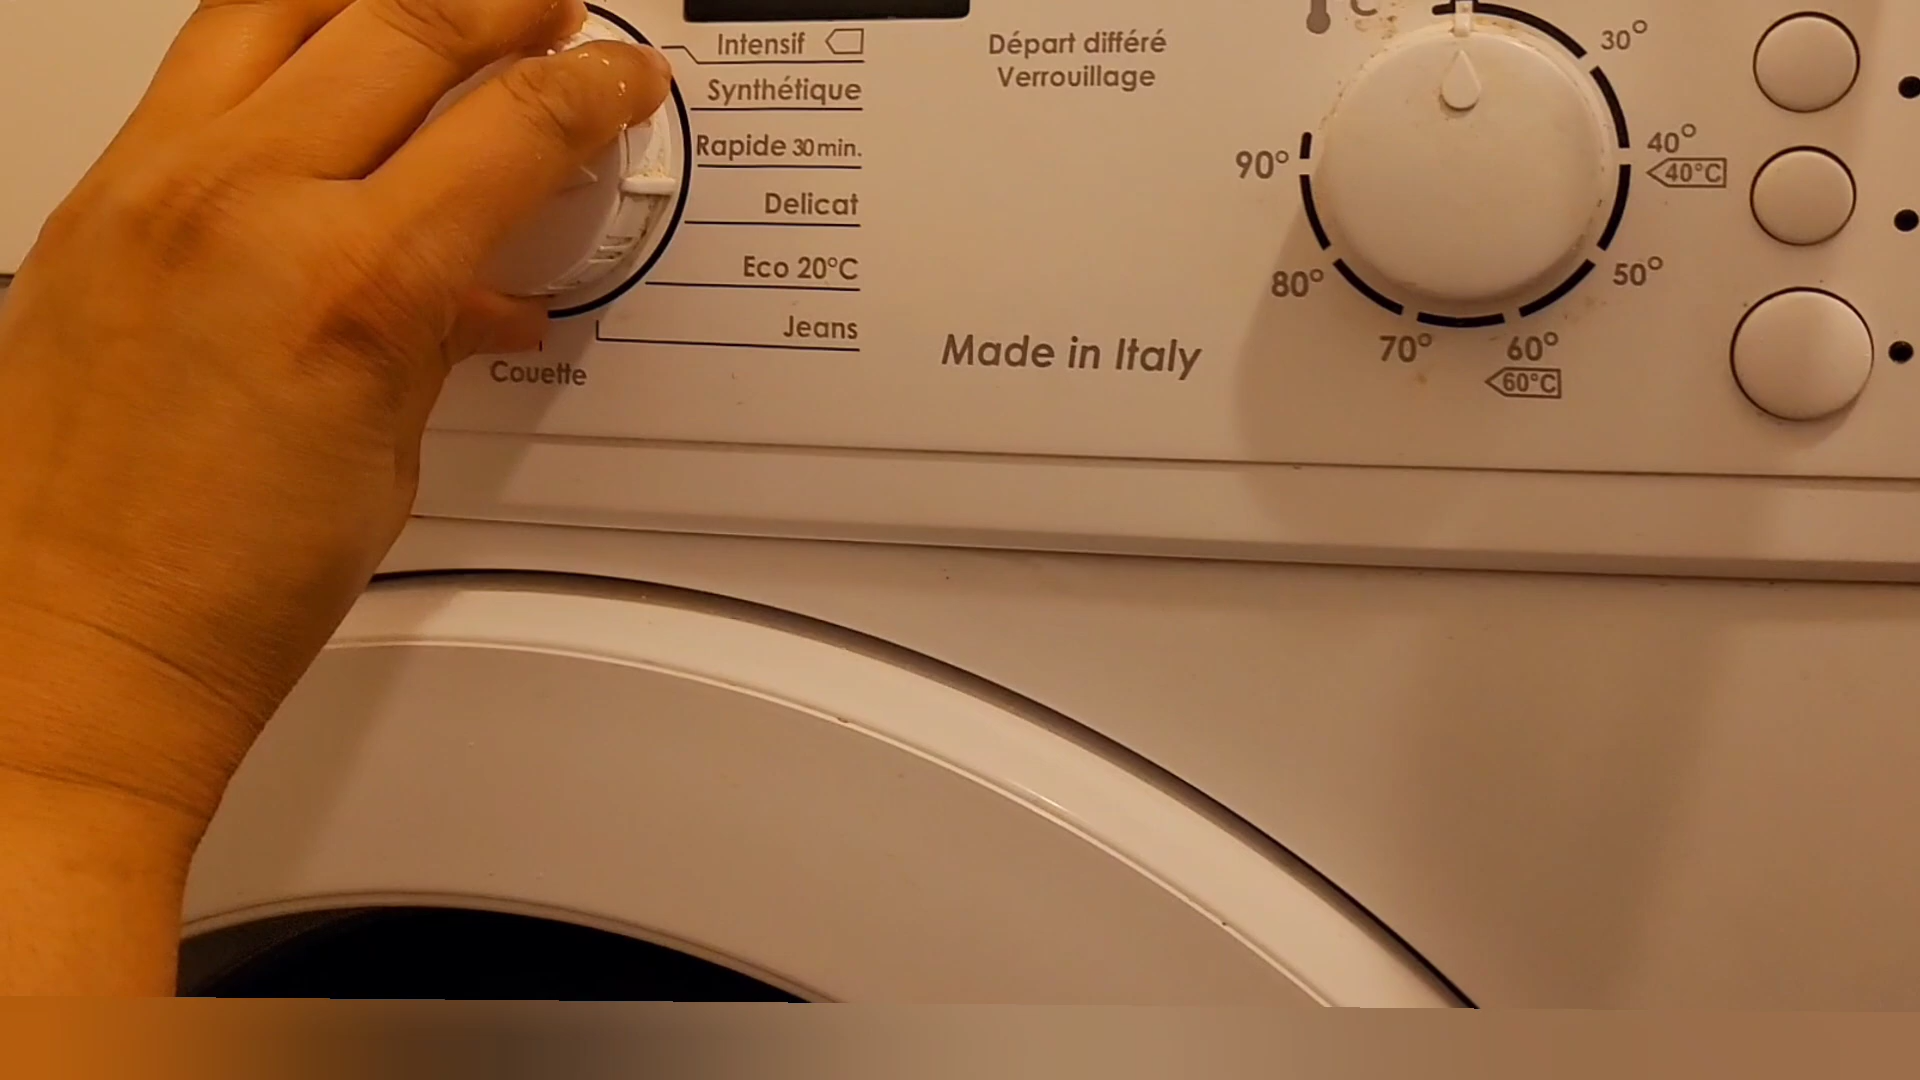 Intensif
Synthétique
Rapide 30 min.
Delicat
Eco 20°C
Jeans
Couette
Départ différé
Verrouillage
Made in Italy
°C
30°
40°
40°C
50°
60°
60°C
70°
80°
90°